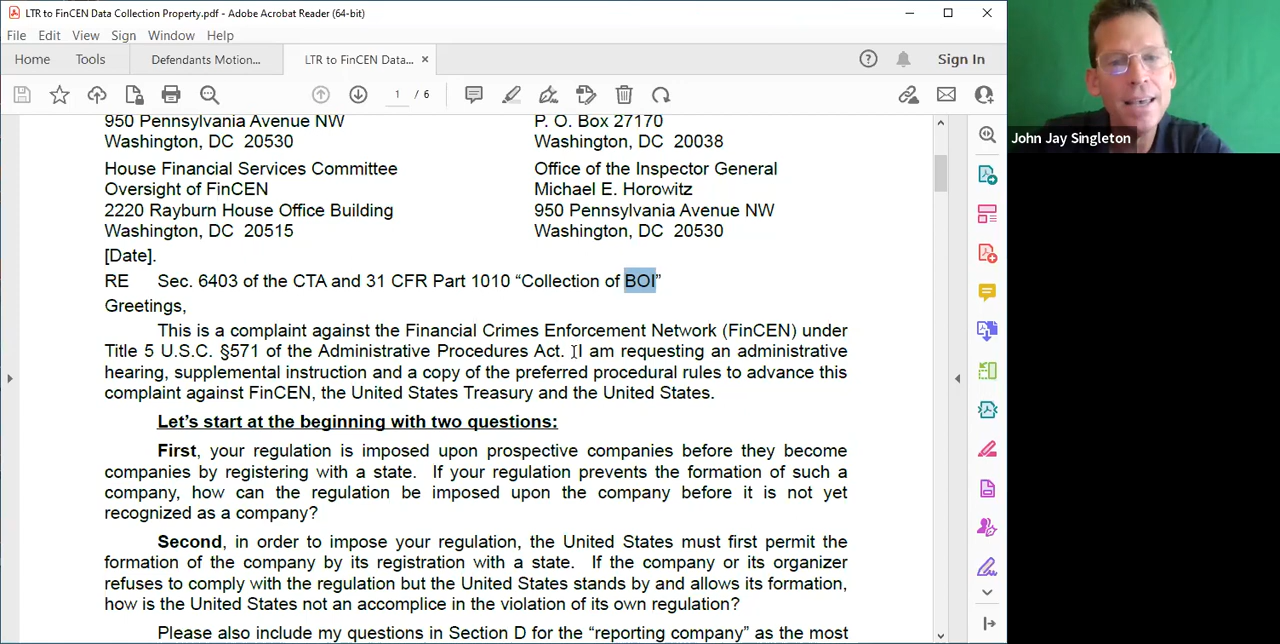 LTR to FinCEN Data Collection Property.pdf - Adobe Acrobat Reader (64-bit)
File Edit View Sign Window Help
Home Tools Defendants Motion... LTR to FinCEN Data... × Sign In
1 / 6
950 Pennsylvania Avenue NW
Washington, DC 20530
P. O. Box 27170
Washington, DC 20038
House Financial Services Committee
Oversight of FinCEN
2220 Rayburn House Office Building
Washington, DC 20515
Office of the Inspector General
Michael E. Horowitz
950 Pennsylvania Avenue NW
Washington, DC 20530
[Date].
RE Sec. 6403 of the CTA and 31 CFR Part 1010 “Collection of BOI”
Greetings,
This is a complaint against the Financial Crimes Enforcement Network (FinCEN) under
Title 5 U.S.C. §571 of the Administrative Procedures Act. I am requesting an administrative
hearing, supplemental instruction and a copy of the preferred procedural rules to advance this
complaint against FinCEN, the United States Treasury and the United States.
Let’s start at the beginning with two questions:
First, your regulation is imposed upon prospective companies before they become
companies by registering with a state. If your regulation prevents the formation of such a
company, how can the regulation be imposed upon the company before it is not yet
recognized as a company?
Second, in order to impose your regulation, the United States must first permit the
formation of the company by its registration with a state. If the company or its organizer
refuses to comply with the regulation but the United States stands by and allows its formation,
how is the United States not an accomplice in the violation of its own regulation?
Please also include my questions in Section D for the “reporting company” as the most
John Jay Singleton